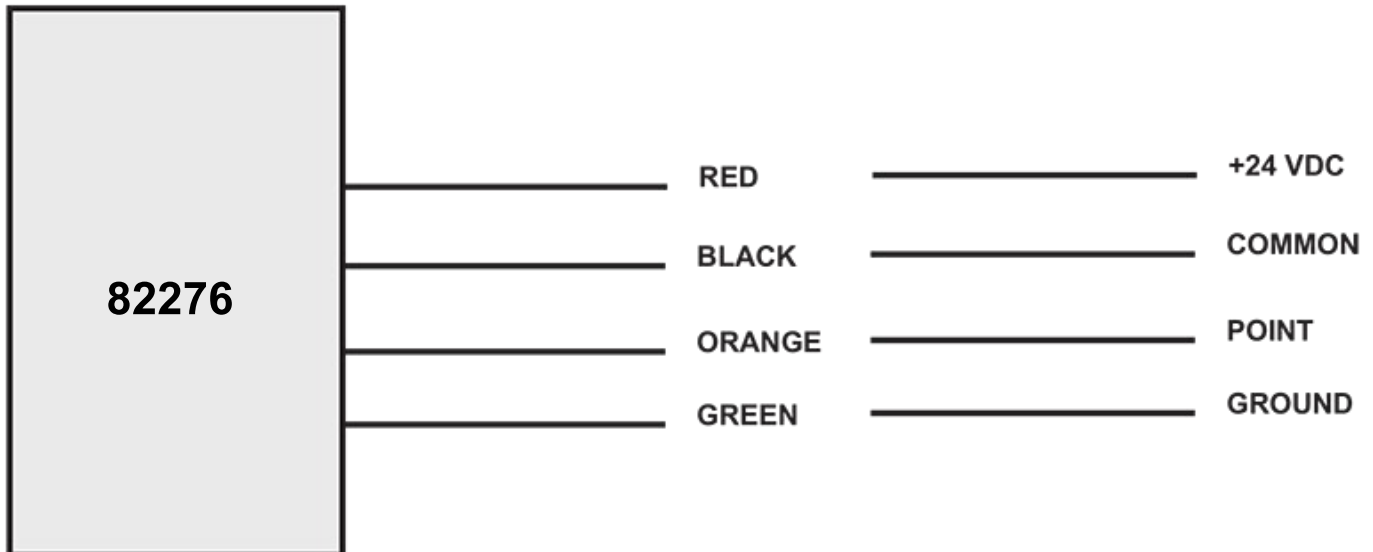 RED +24 VDC
BLACK COMMON
82276
ORANGE POINT
GREEN GROUND